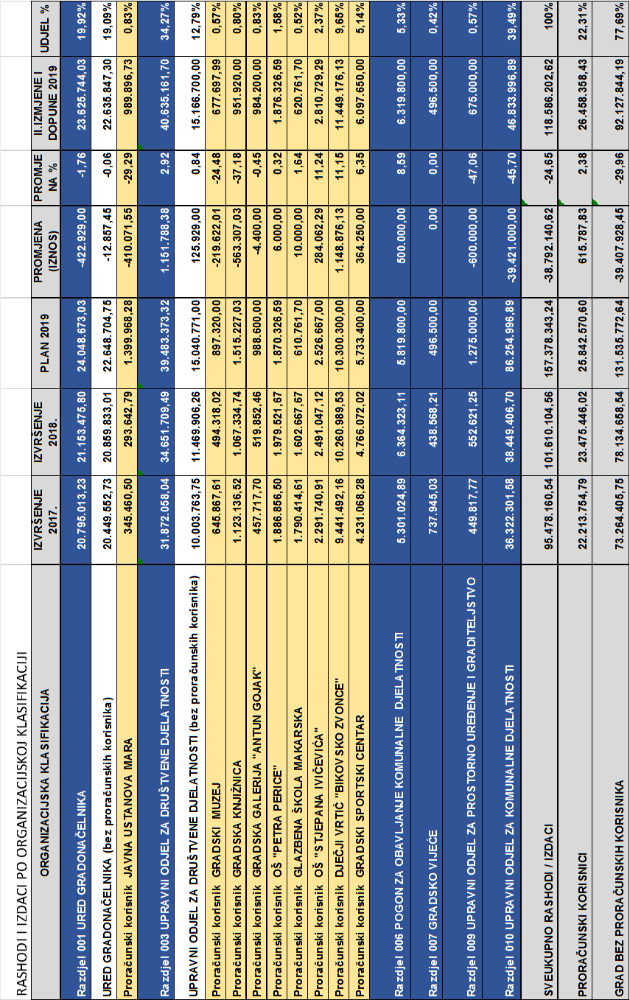 RASHODI I IZDACI PO ORGANIZACIJSKOJ KLASIFIKACIJI
ORGANIZACIJSKA KLASIFIKACIJA IZVRŠENJE 2017. IZVRŠENJE 2018. PLAN 2019 PROMJENA (IZNOS) PROMJE NA % II.IZMJENE I DOPUNE 2019 UDJEL %
Razdjel 001 URED GRADONAČELNIKA 20.795.013,23 21.153.475,80 24.048.673,03 -422.929,00 -1,76 23.625.744,03 19,92%
URED GRADONAČELNIKA (bez proračunskih korisnika) 20.449.552,73 20.859.833,01 22.648.704,75 -12.857,45 -0,06 22.635.847,30 19,09%
Proračunski korisnik JAVNA USTANOVA MARA 345.460,50 293.642,79 1.399.968,28 -410.071,55 -29,29 989.896,73 0,83%
Razdjel 003 UPRAVNI ODJEL ZA DRUŠTVENE DJELATNOSTI 31.872.058,04 34.651.709,49 39.483.373,32 1.151.788,38 2,92 40.635.161,70 34,27%
UPRAVNI ODJEL ZA DRUŠTVENE DJELATNOSTI (bez proračunskih korisnika) 10.003.763,75 11.469.906,26 15.040.771,00 125.929,00 0,84 15.166.700,00 12,79%
Proračunski korisnik GRADSKI MUZEJ 645.867,61 494.318,02 897.320,00 -219.622,01 -24,48 677.697,99 0,57%
Proračunski korisnik GRADSKA KNJIŽNICA 1.123.136,52 1.067.334,74 1.515.227,03 -563.307,03 -37,18 951.920,00 0,80%
Proračunski korisnik GRADSKA GALERIJA "ANTUN GOJAK" 457.717,70 519.852,46 988.600,00 -4.400,00 -0,45 984.200,00 0,83%
Proračunski korisnik OŠ "PETRA PERICE" 1.886.856,50 1.979.521,67 1.870.326,59 6.000,00 0,32 1.876.326,59 1,58%
Proračunski korisnik GLAZBENA ŠKOLA MAKARSKA 1.790.414,61 1.602.667,67 610.761,70 10.000,00 1,64 620.761,70 0,52%
Proračunski korisnik OŠ "STJEPANA IVIČEVIĆA" 2.291.740,91 2.491.047,12 2.526.667,00 284.062,29 11,24 2.810.729,29 2,37%
Proračunski korisnik DJEČJI VRTIĆ "BIKOVSKO ZVONCE" 9.441.492,16 10.260.989,53 10.300.300,00 1.148.876,13 11,15 11.449.176,13 9,65%
Proračunski korisnik GRADSKI SPORTSKI CENTAR 4.231.068,28 4.766.072,02 5.733.400,00 364.250,00 6,35 6.097.650,00 5,14%
Razdjel 006 POGON ZA OBAVLJANJE KOMUNALNE DJELATNOSTI 5.301.024,89 6.364.323,11 5.819.800,00 500.000,00 8,59 6.319.800,00 5,33%
Razdjel 007 GRADSKO VIJEĆE 737.945,03 438.568,21 496.500,00 0,00 0,00 496.500,00 0,42%
Razdjel 009 UPRAVNI ODJEL ZA PROSTORNO UREĐENJE I GRADITELJSTVO 449.817,77 552.621,25 1.275.000,00 -600.000,00 -47,06 675.000,00 0,57%
Razdjel 010 UPRAVNI ODJEL ZA KOMUNALNE DJELATNOSTI 36.322.301,58 38.449.406,70 86.254.996,89 -39.421.000,00 -45,70 46.833.996,89 39,49%
SVEUKUPNO RASHODI / IZDACI 95.478.160,54 101.610.104,56 157.378.343,24 -38.792.140,62 -24,65 118.586.202,62 100%
PRORAČUNSKI KORISNICI 22.213.754,79 23.475.446,02 25.842.570,60 615.787,83 2,38 26.458.358,43 22,31%
GRAD BEZ PRORAČUNSKIH KORISNIKA 73.264.405,75 78.134.658,54 131.535.772,64 -39.407.928,45 -29,96 92.127.844,19 77,69%